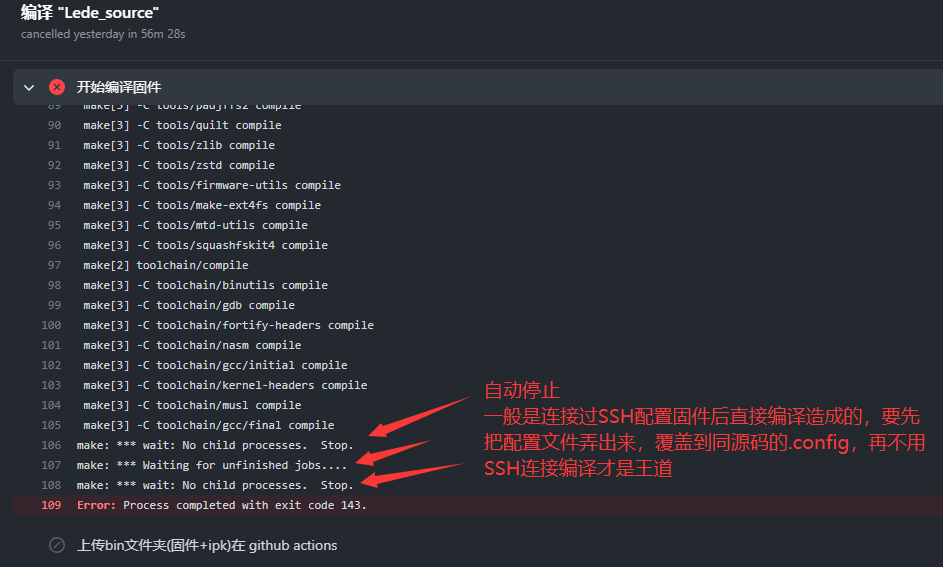 编译 "Lede_source"
cancelled yesterday in 56m 28s
开始编译固件
89 make[3] -C tools/padjffs2 compile
90 make[3] -C tools/quilt compile
91 make[3] -C tools/zlib compile
92 make[3] -C tools/zstd compile
93 make[3] -C tools/firmware-utils compile
94 make[3] -C tools/make-ext4fs compile
95 make[3] -C tools/mtd-utils compile
96 make[3] -C tools/squashfskit4 compile
97 make[2] toolchain/compile
98 make[3] -C toolchain/binutils compile
99 make[3] -C toolchain/gdb compile
100 make[3] -C toolchain/fortify-headers compile
101 make[3] -C toolchain/nasm compile
102 make[3] -C toolchain/gcc/initial compile
103 make[3] -C toolchain/kernel-headers compile
104 make[3] -C toolchain/musl compile
105 make[3] -C toolchain/gcc/final compile
106 make: *** wait: No child processes.  Stop.
107 make: *** Waiting for unfinished jobs....
108 make: *** wait: No child processes.  Stop.
109 Error: Process completed with exit code 143.
自动停止
一般是连接过SSH配置固件后直接编译造成的，要先
把配置文件弄出来，覆盖到同源码的.config，再不用
SSH连接编译才是王道
上传bin文件夹(固件+ipk)在 github actions